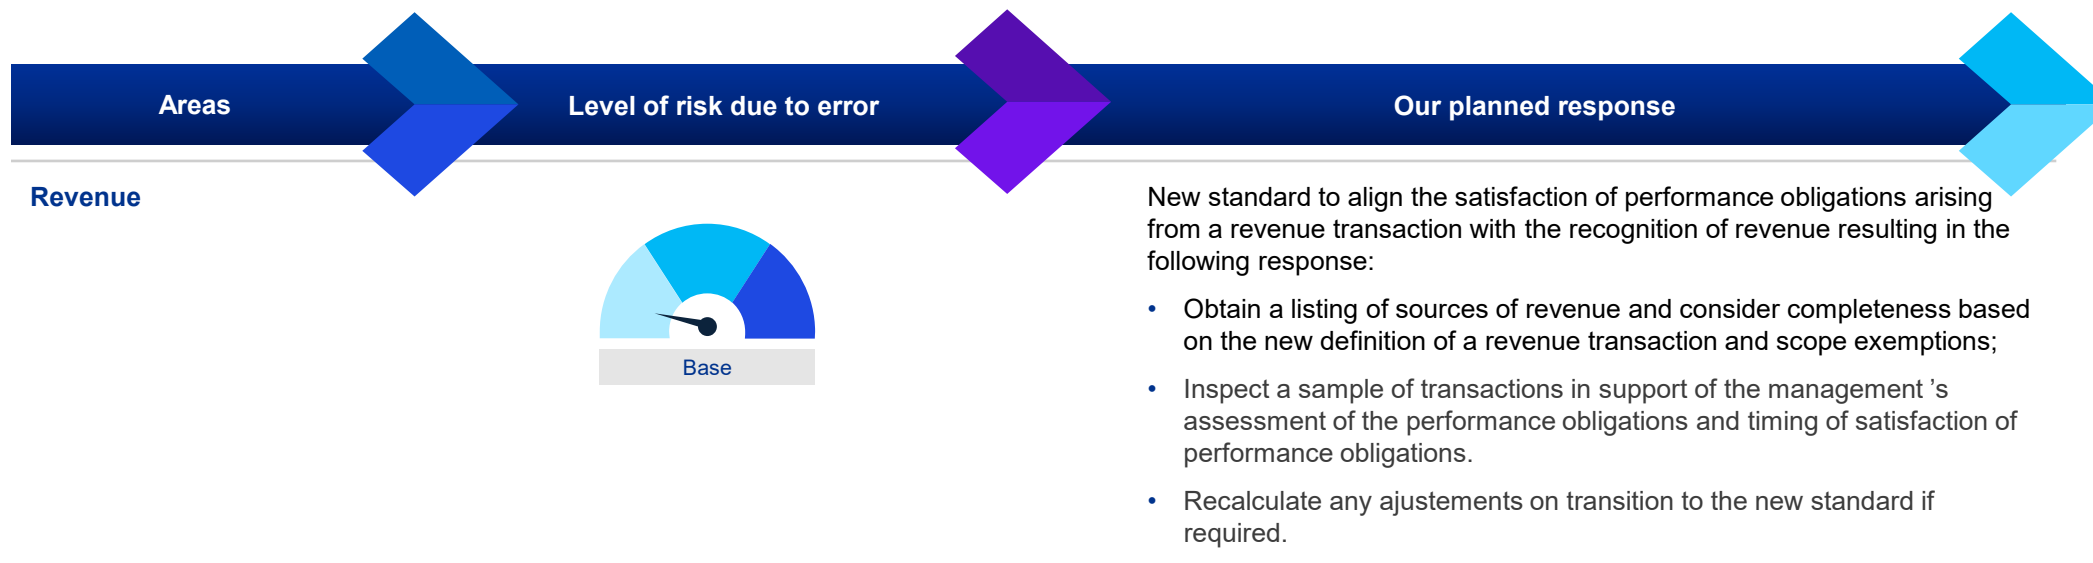 Areas
Level of risk due to error
Our planned response
Revenue
Base
New standard to align the satisfaction of performance obligations arising
from a revenue transaction with the recognition of revenue resulting in the
following response:
• Obtain a listing of sources of revenue and consider completeness based
on the new definition of a revenue transaction and scope exemptions;
• Inspect a sample of transactions in support of the management ’s
assessment of the performance obligations and timing of satisfaction of
performance obligations.
• Recalculate any ajustements on transition to the new standard if
required.